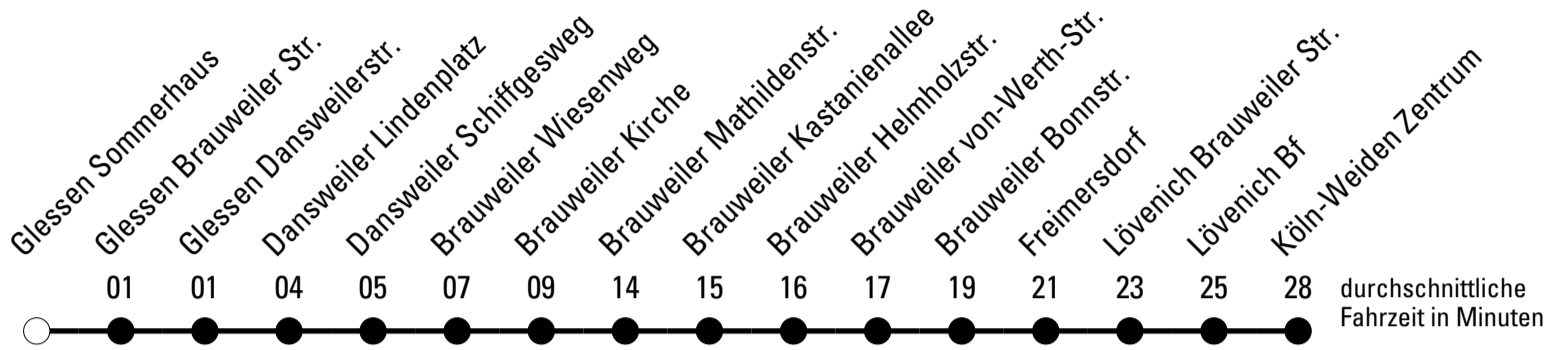 Glessen Sommerhaus
Glessen Brauweiler Str.
Glessen Dansweilerstr.
Dansweiler Lindenplatz
Dansweiler Schiffgesweg
Brauweiler Wiesenweg
Brauweiler Kirche
Brauweiler Mathildenstr.
Brauweiler Kastanienallee
Brauweiler Helmholzstr.
Brauweiler von-Werth-Str.
Brauweiler Bonnstr.
Freimersdorf
Lövenich Brauweiler Str.
Lövenich Bf
Köln-Weiden Zentrum
01 01 04 05 07 09 14 15 16 17 19 21 23 25 28
durchschnittliche
Fahrzeit in Minuten